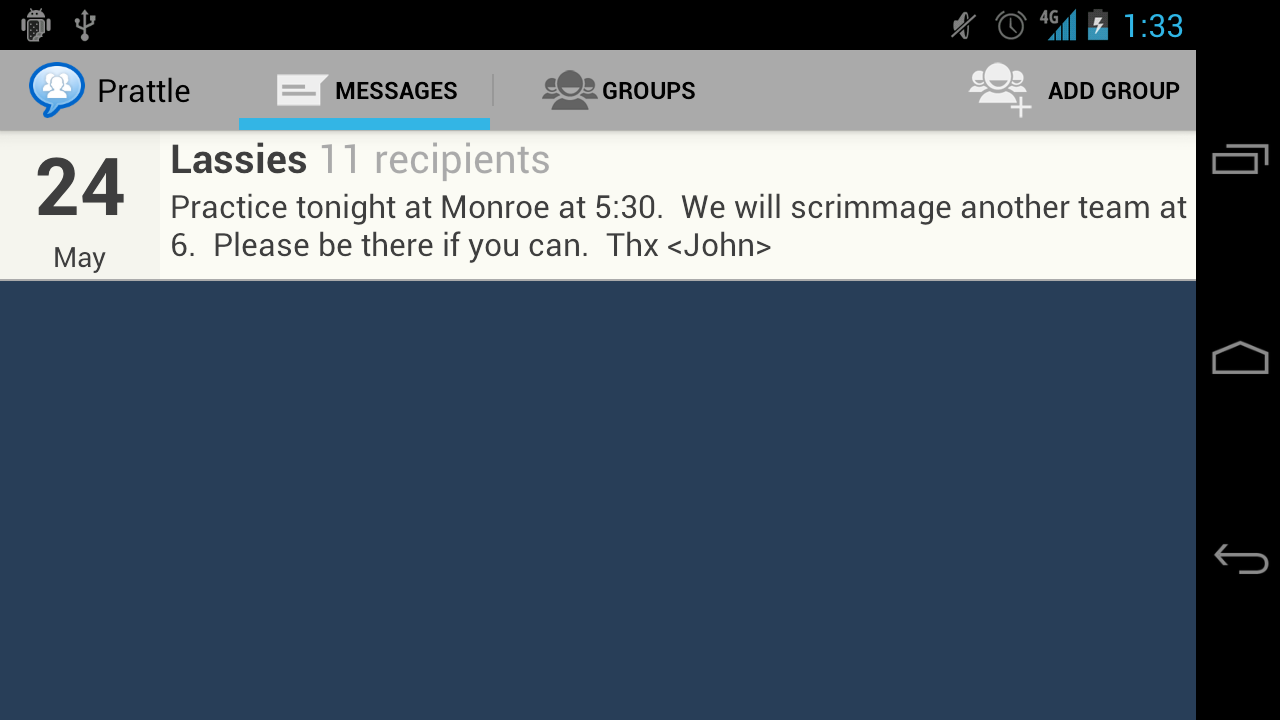 4G 1:33
Prattle MESSAGES GROUPS ADD GROUP
24 May
Lassies 11 recipients
Practice tonight at Monroe at 5:30.  We will scrimmage another team at
6.  Please be there if you can.  Thx <John>